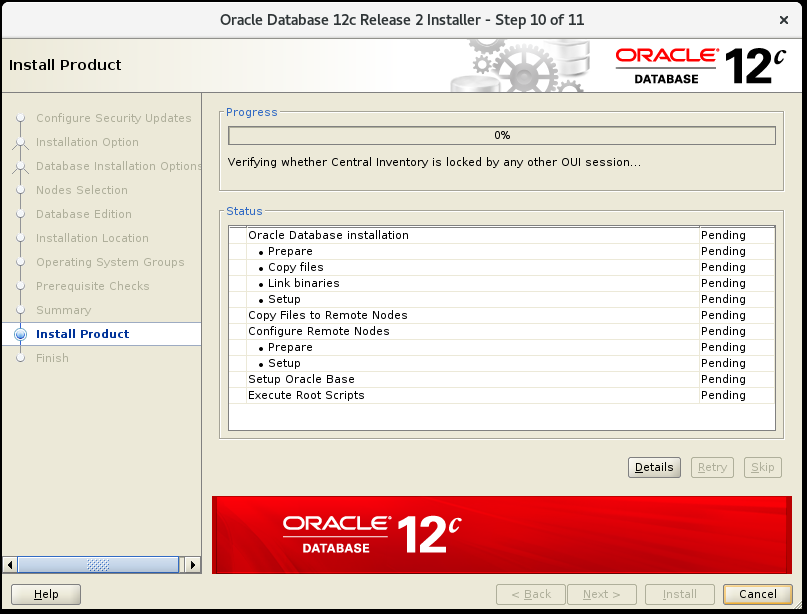 Oracle Database 12c Release 2 Installer - Step 10 of 11
Install Product
ORACLE
DATABASE
12c
Configure Security Updates
Installation Option
Database Installation Options
Nodes Selection
Database Edition
Installation Location
Operating System Groups
Prerequisite Checks
Summary
Install Product
Finish
Progress
0%
Verifying whether Central Inventory is locked by any other OUI session...
Status
Oracle Database installation Pending
• Prepare Pending
• Copy files Pending
• Link binaries Pending
• Setup Pending
Copy Files to Remote Nodes Pending
Configure Remote Nodes Pending
• Prepare Pending
• Setup Pending
Setup Oracle Base Pending
Execute Root Scripts Pending
Details Retry Skip
ORACLE
DATABASE
12c
Help < Back Next > Install Cancel